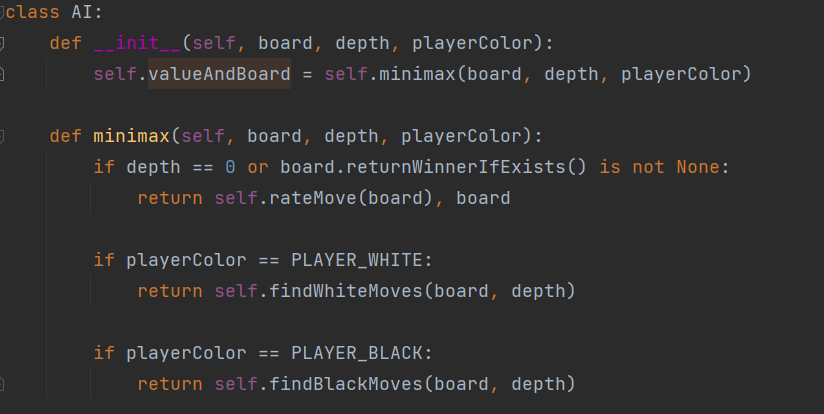 class AI:
    def __init__(self, board, depth, playerColor):
        self.valueAndBoard = self.minimax(board, depth, playerColor)

    def minimax(self, board, depth, playerColor):
        if depth == 0 or board.returnWinnerIfExists() is not None:
            return self.rateMove(board), board

        if playerColor == PLAYER_WHITE:
            return self.findWhiteMoves(board, depth)

        if playerColor == PLAYER_BLACK:
            return self.findBlackMoves(board, depth)